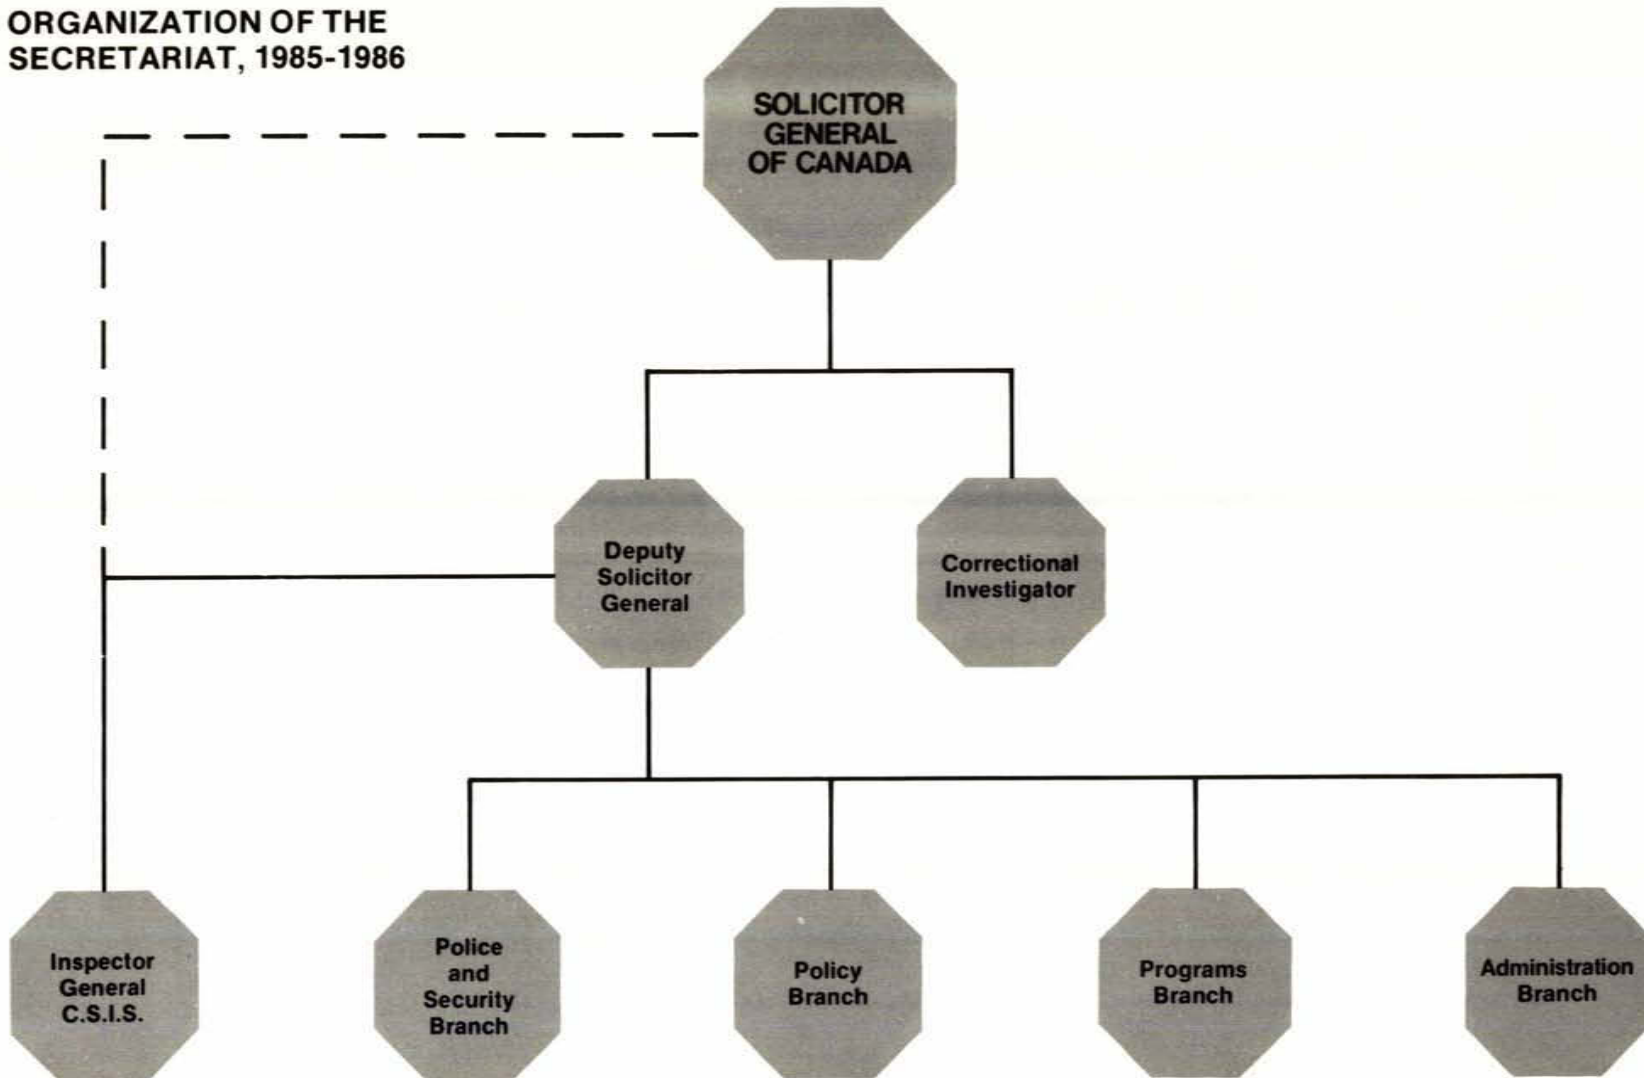 ORGANIZATION OF THE
SECRETARIAT, 1985-1986
SOLICITOR
GENERAL
OF CANADA
Deputy
Solicitor
General
Correctional
Investigator
Inspector
General
C.S.I.S.
Police
and
Security
Branch
Policy
Branch
Programs
Branch
Administration
Branch